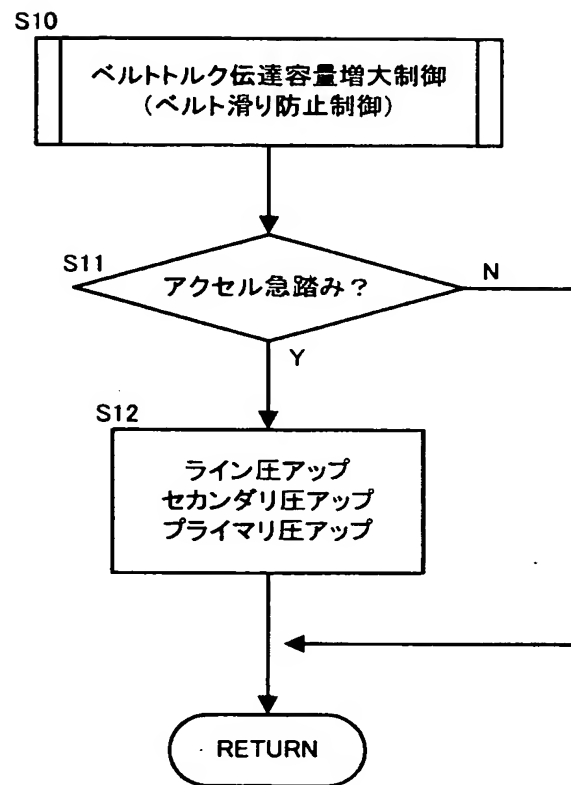 S10
ベルトトルク伝達容量増大制御
(ベルト滑り防止制御)
S11
アクセル急踏み?
N
Y
S12
ライン圧アップ
セカンダリ圧アップ
プライマリ圧アップ
RETURN